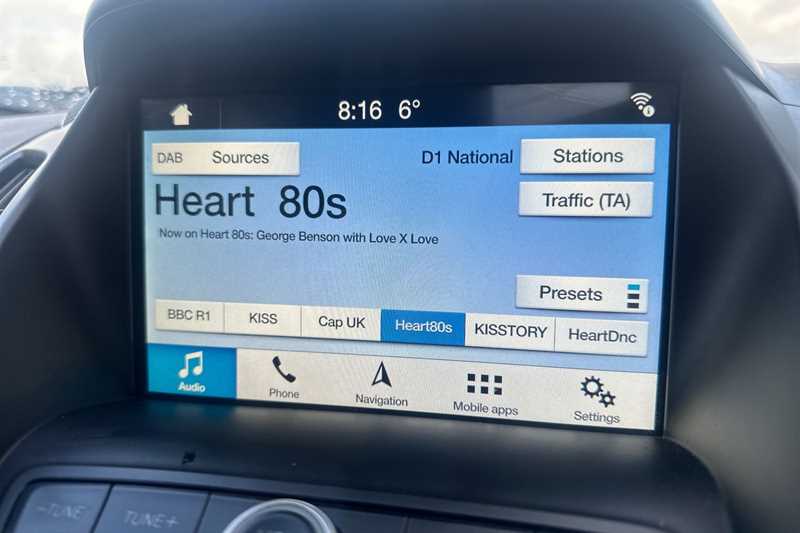 8:16 6°
DAB Sources
D1 National
Stations
Heart 80s
Traffic (TA)
Now on Heart 80s: George Benson with Love X Love
Presets
BBC R1
KISS
Cap UK
Heart80s
KISSTORY
HeartDnc
Audio
Phone
Navigation
Mobile apps
Settings
-TUNE
TUNE+